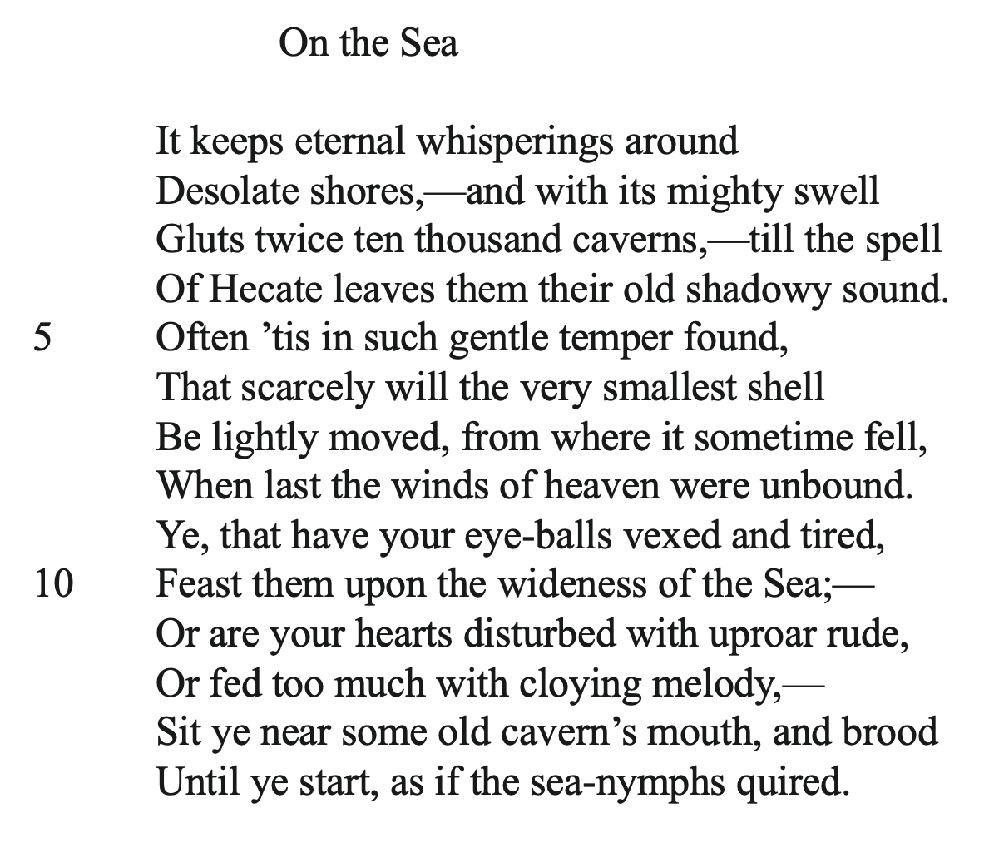 On the Sea
It keeps eternal whisperings around
Desolate shores,—and with its mighty swell
Gluts twice ten thousand caverns,—till the spell
Of Hecate leaves them their old shadowy sound.
5 Often ’tis in such gentle temper found,
That scarcely will the very smallest shell
Be lightly moved, from where it sometime fell,
When last the winds of heaven were unbound.
Ye, that have your eye-balls vexed and tired,
10 Feast them upon the wideness of the Sea;—
Or are your hearts disturbed with uproar rude,
Or fed too much with cloying melody,—
Sit ye near some old cavern’s mouth, and brood
Until ye start, as if the sea-nymphs quired.